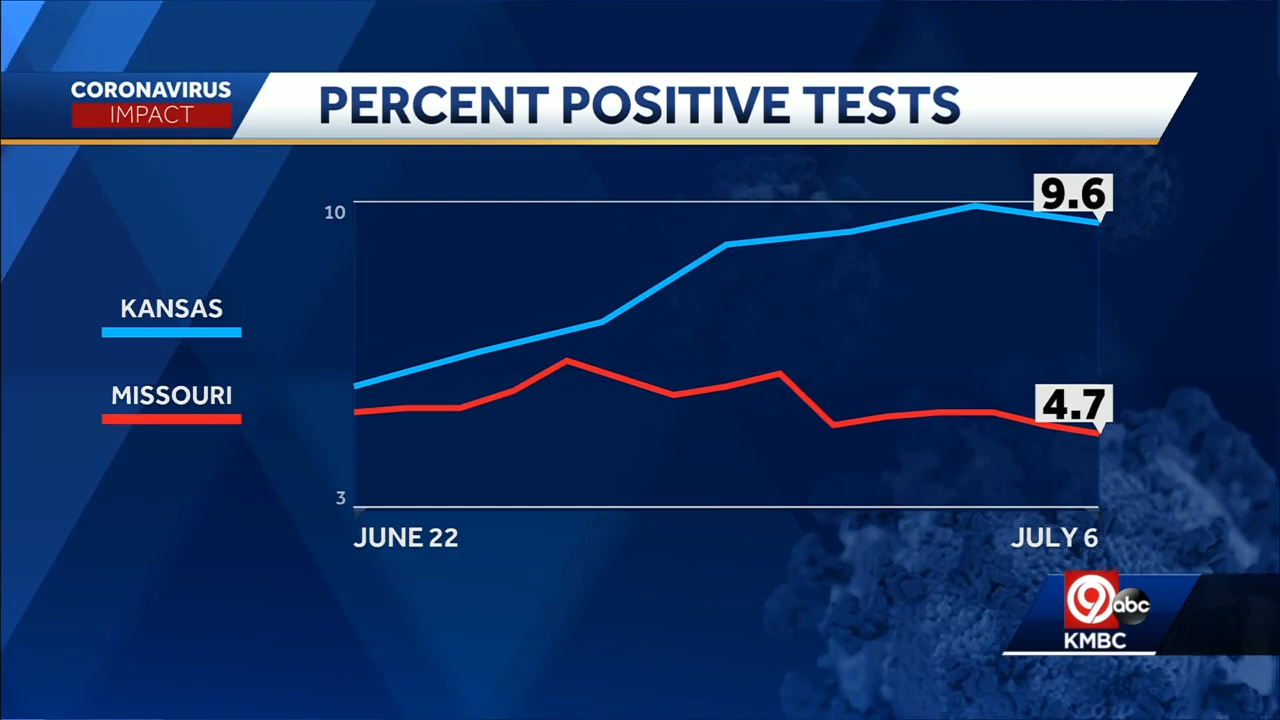 CORONAVIRUS
IMPACT
PERCENT POSITIVE TESTS
10
9.6
KANSAS
MISSOURI
4.7
3
JUNE 22
JULY 6
9
abc
KMBC